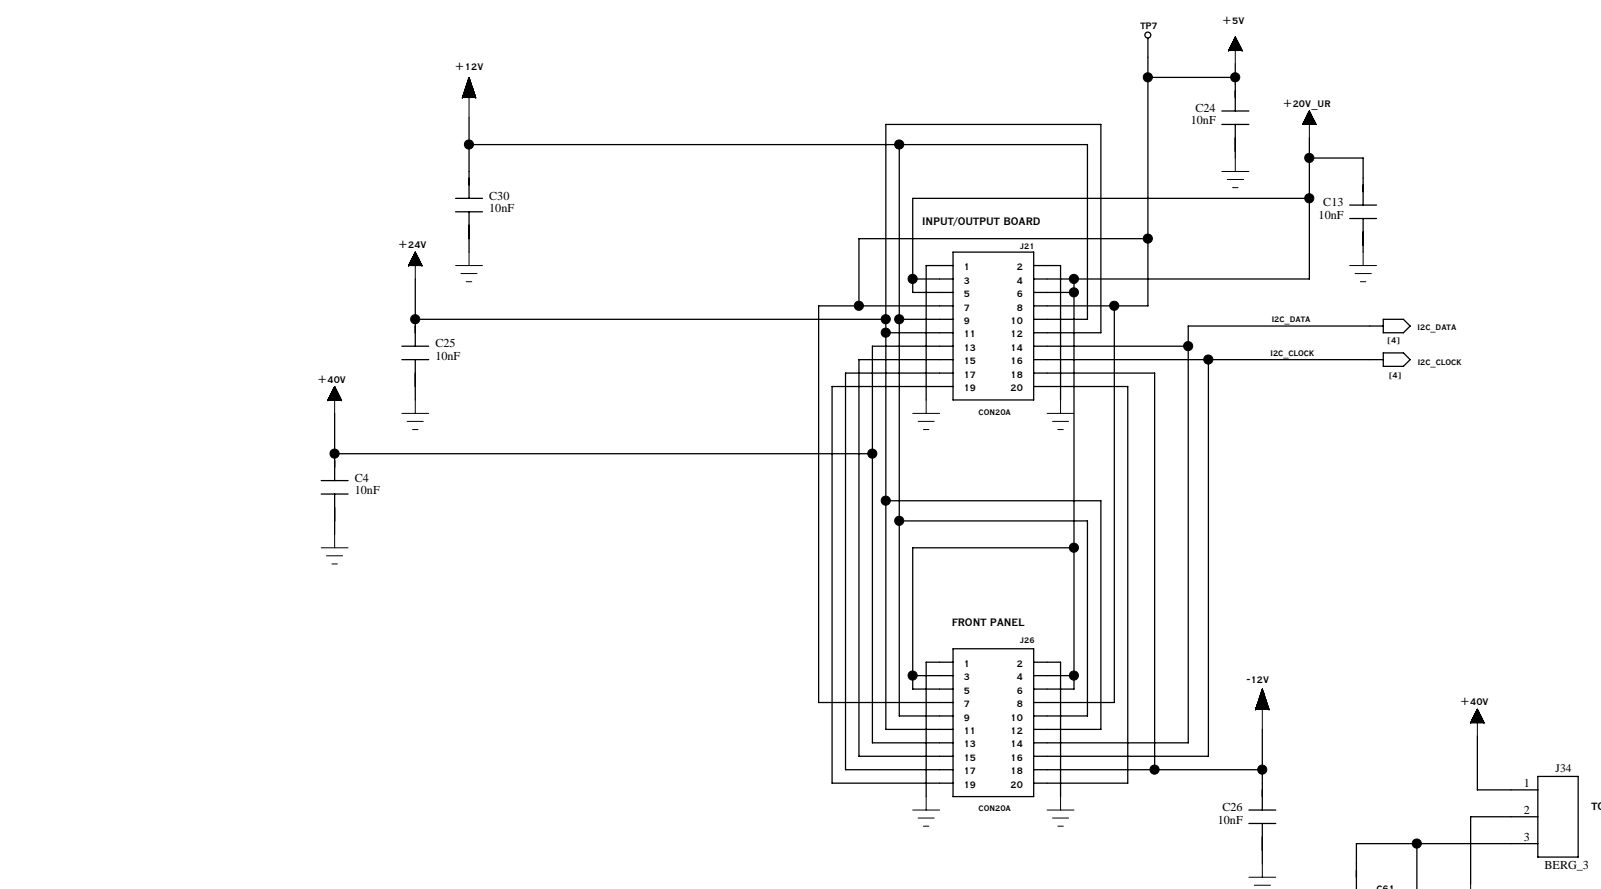 TP7
+5V
+12V
C24
10nF
+20V_UR
C30
10nF
C13
10nF
INPUT/OUTPUT BOARD
+24V
J21
1 2
3 4
5 6
7 8
9 10
11 12
13 14
15 16
17 18
19 20
CON20A
I2C_DATA
I2C_DATA
[4]
I2C_CLOCK
I2C_CLOCK
[4]
C25
10nF
+40V
C4
10nF
FRONT PANEL
J26
1 2
3 4
5 6
7 8
9 10
11 12
13 14
15 16
17 18
19 20
CON20A
-12V
C26
10nF
+40V
J34
1
2
3
BERG_3